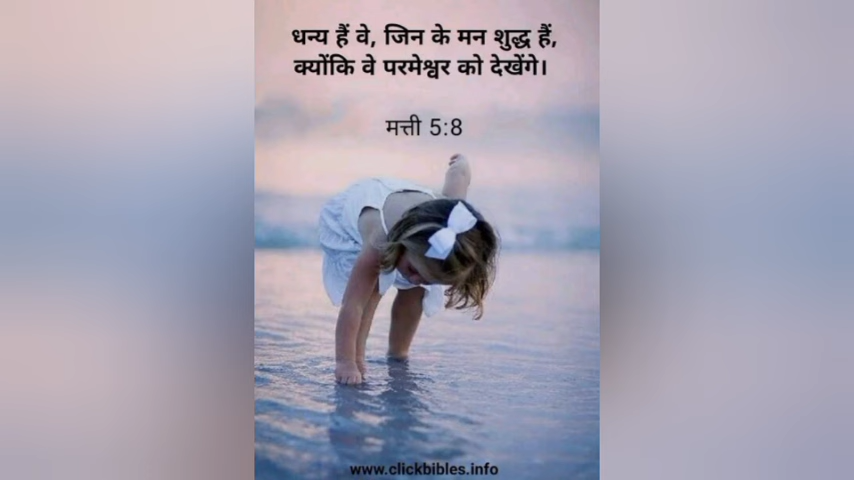 धन्य हैं वे, जिन के मन शुद्ध हैं,
क्योंकि वे परमेश्वर को देखेंगे।
मत्ती 5:8
www.clickbibles.info